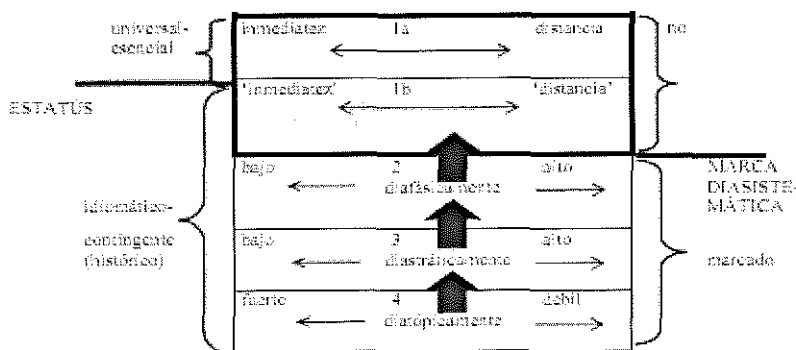 universal-
esencial
inmediatez 1a distancia
no
'inmediatez' 1b 'distancia'
ESTATÚS
bajo 2 alto
diafásicamente
MARCA
DIASISTE-
MÁTICA
idiomático-
contingente
(histórico)
bajo 3 alto
diastráticamente
marcado
fuerte 4 débil
diatópicamente